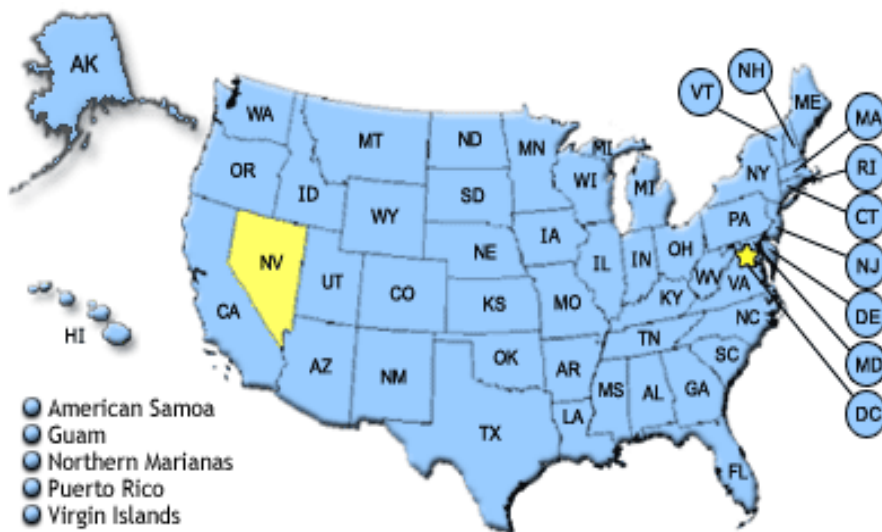 AK
WA
MT
ND
MN
MI
ME
VT
NH
MA
OR
ID
SD
WI
MI
NY
RI
WY
CT
IA
PA
NV
NE
IL
IN
OH
NJ
UT
CO
WV
VA
CA
KS
MO
KY
DE
HI
NC
TN
AZ
NM
OK
AR
SC
MD
MS
AL
GA
DC
TX
LA
FL
American Samoa
Guam
Northern Marianas
Puerto Rico
Virgin Islands